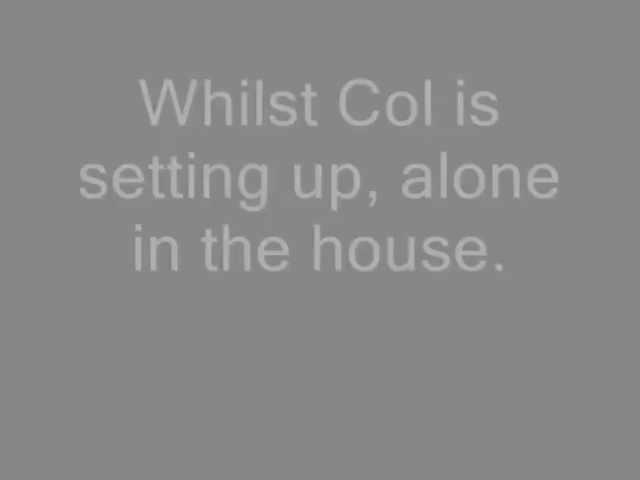 Whilst Col is
setting up, alone
in the house.